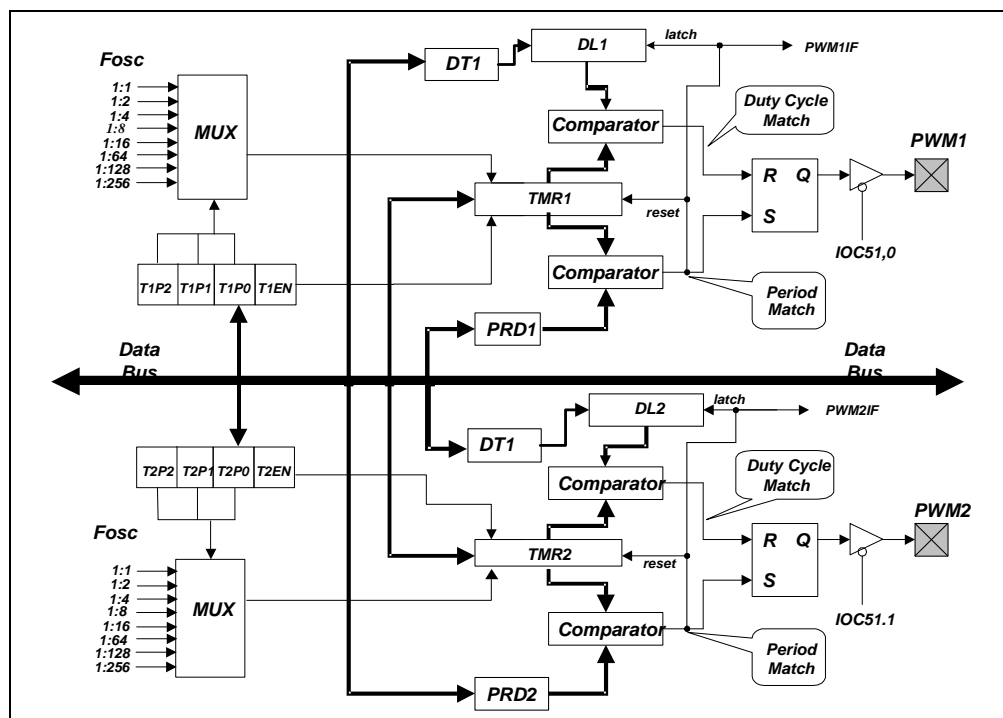 Fosc
1:1
1:2
1:4
1:8
1:16
1:64
1:128
1:256
MUX
T1P2 T1P1 T1P0 T1EN
DT1
DL1
latch
PWM1IF
Comparator
Duty Cycle
Match
PWM1
TMR1
reset
R Q
S
IOC51,0
Comparator
Period
Match
PRD1
Data
Bus
Data
Bus
DL2
latch
PWM2IF
DT1
T2P2 T2P1 T2P0 T2EN
Comparator
Duty Cycle
Match
PWM2
Fosc
1:1
1:2
1:4
1:8
1:16
1:64
1:128
1:256
MUX
TMR2
reset
R Q
S
IOC51.1
Comparator
Period
Match
PRD2